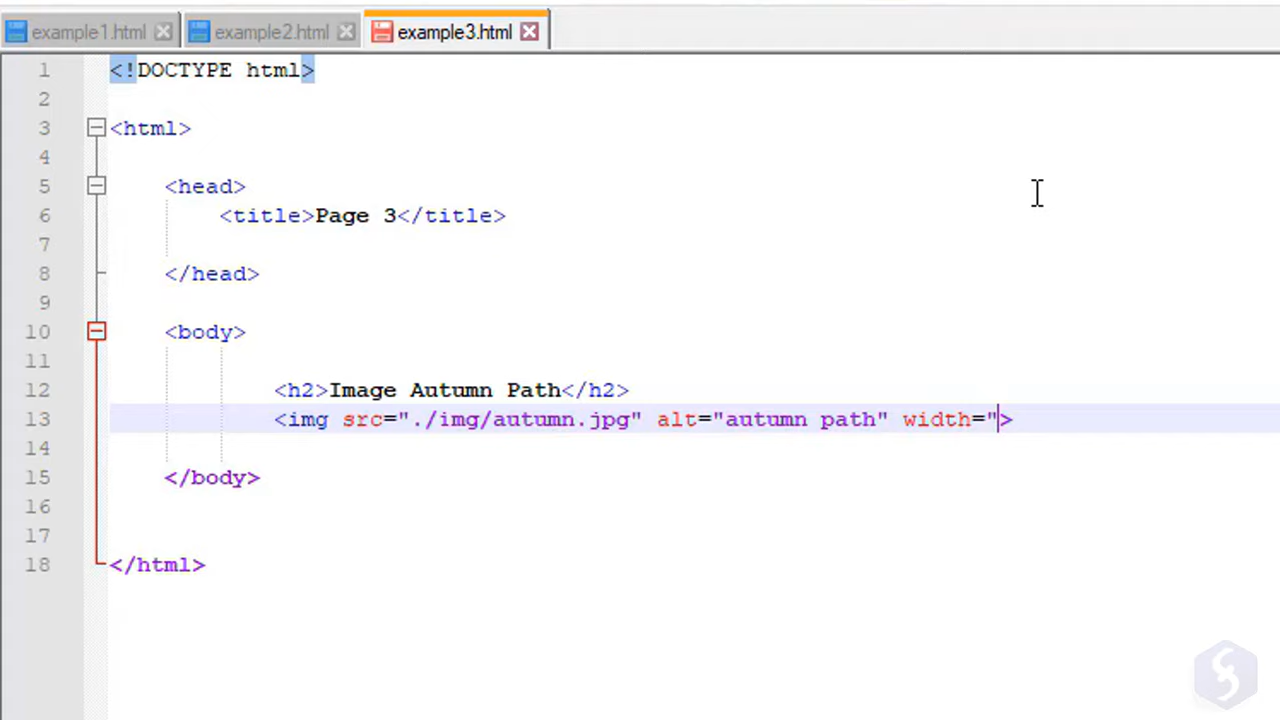 example1.html example2.html example3.html
1 <!DOCTYPE html>
2
3 <html>
4
5 <head>
6 <title>Page 3</title>
7
8 </head>
9
10 <body>
11
12 <h2>Image Autumn Path</h2>
13 <img src="./img/autumn.jpg" alt="autumn path" width=">
14
15 </body>
16
17
18 </html>